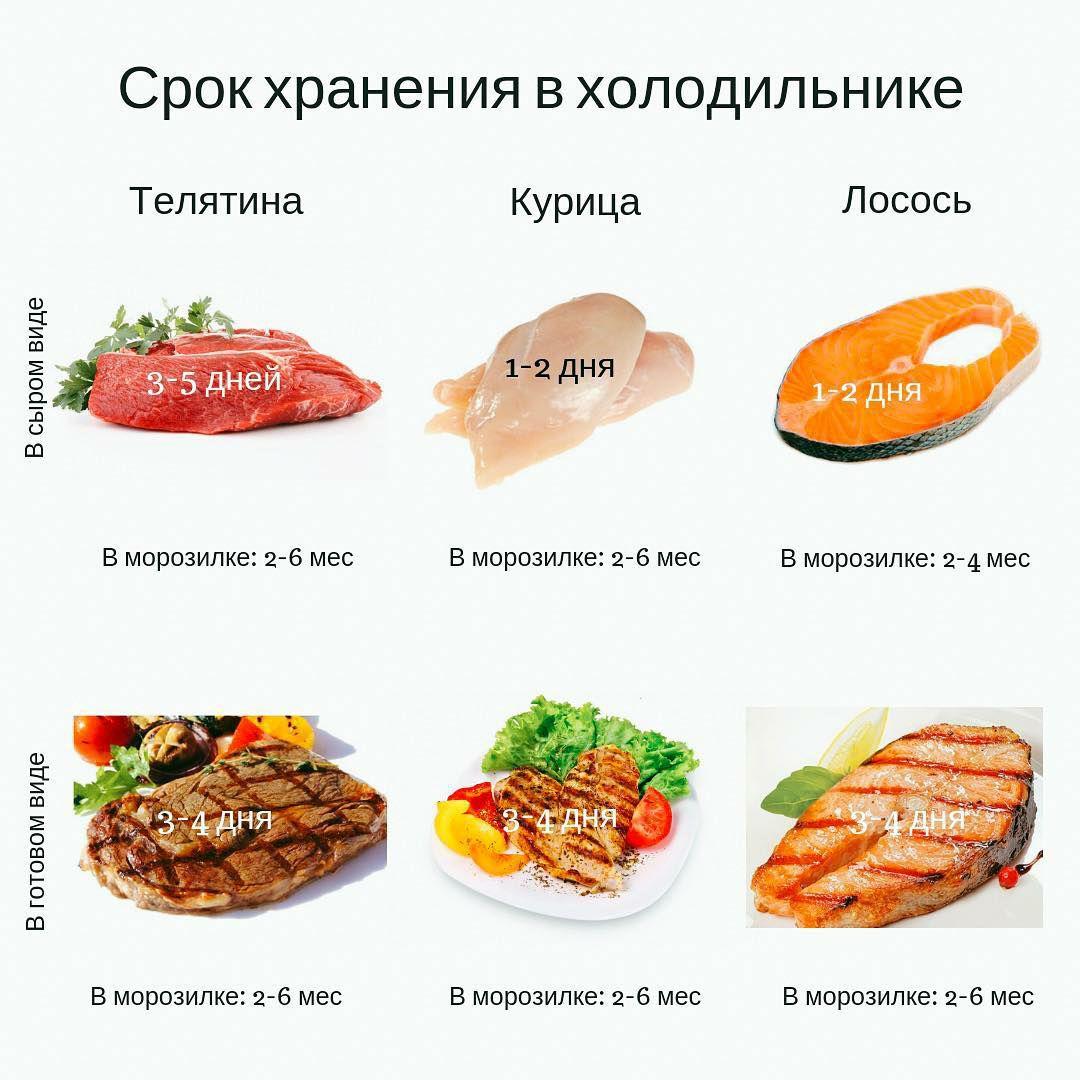 Срок хранения в холодильнике
Телятина
Курица
Лосось
В сыром виде
3-5 дней
1-2 дня
1-2 дня
В морозилке: 2-6 мес
В морозилке: 2-6 мес
В морозилке: 2-4 мес
В готовом виде
3-4 дня
3-4 дня
3-4 дня
В морозилке: 2-6 мес
В морозилке: 2-6 мес
В морозилке: 2-6 мес